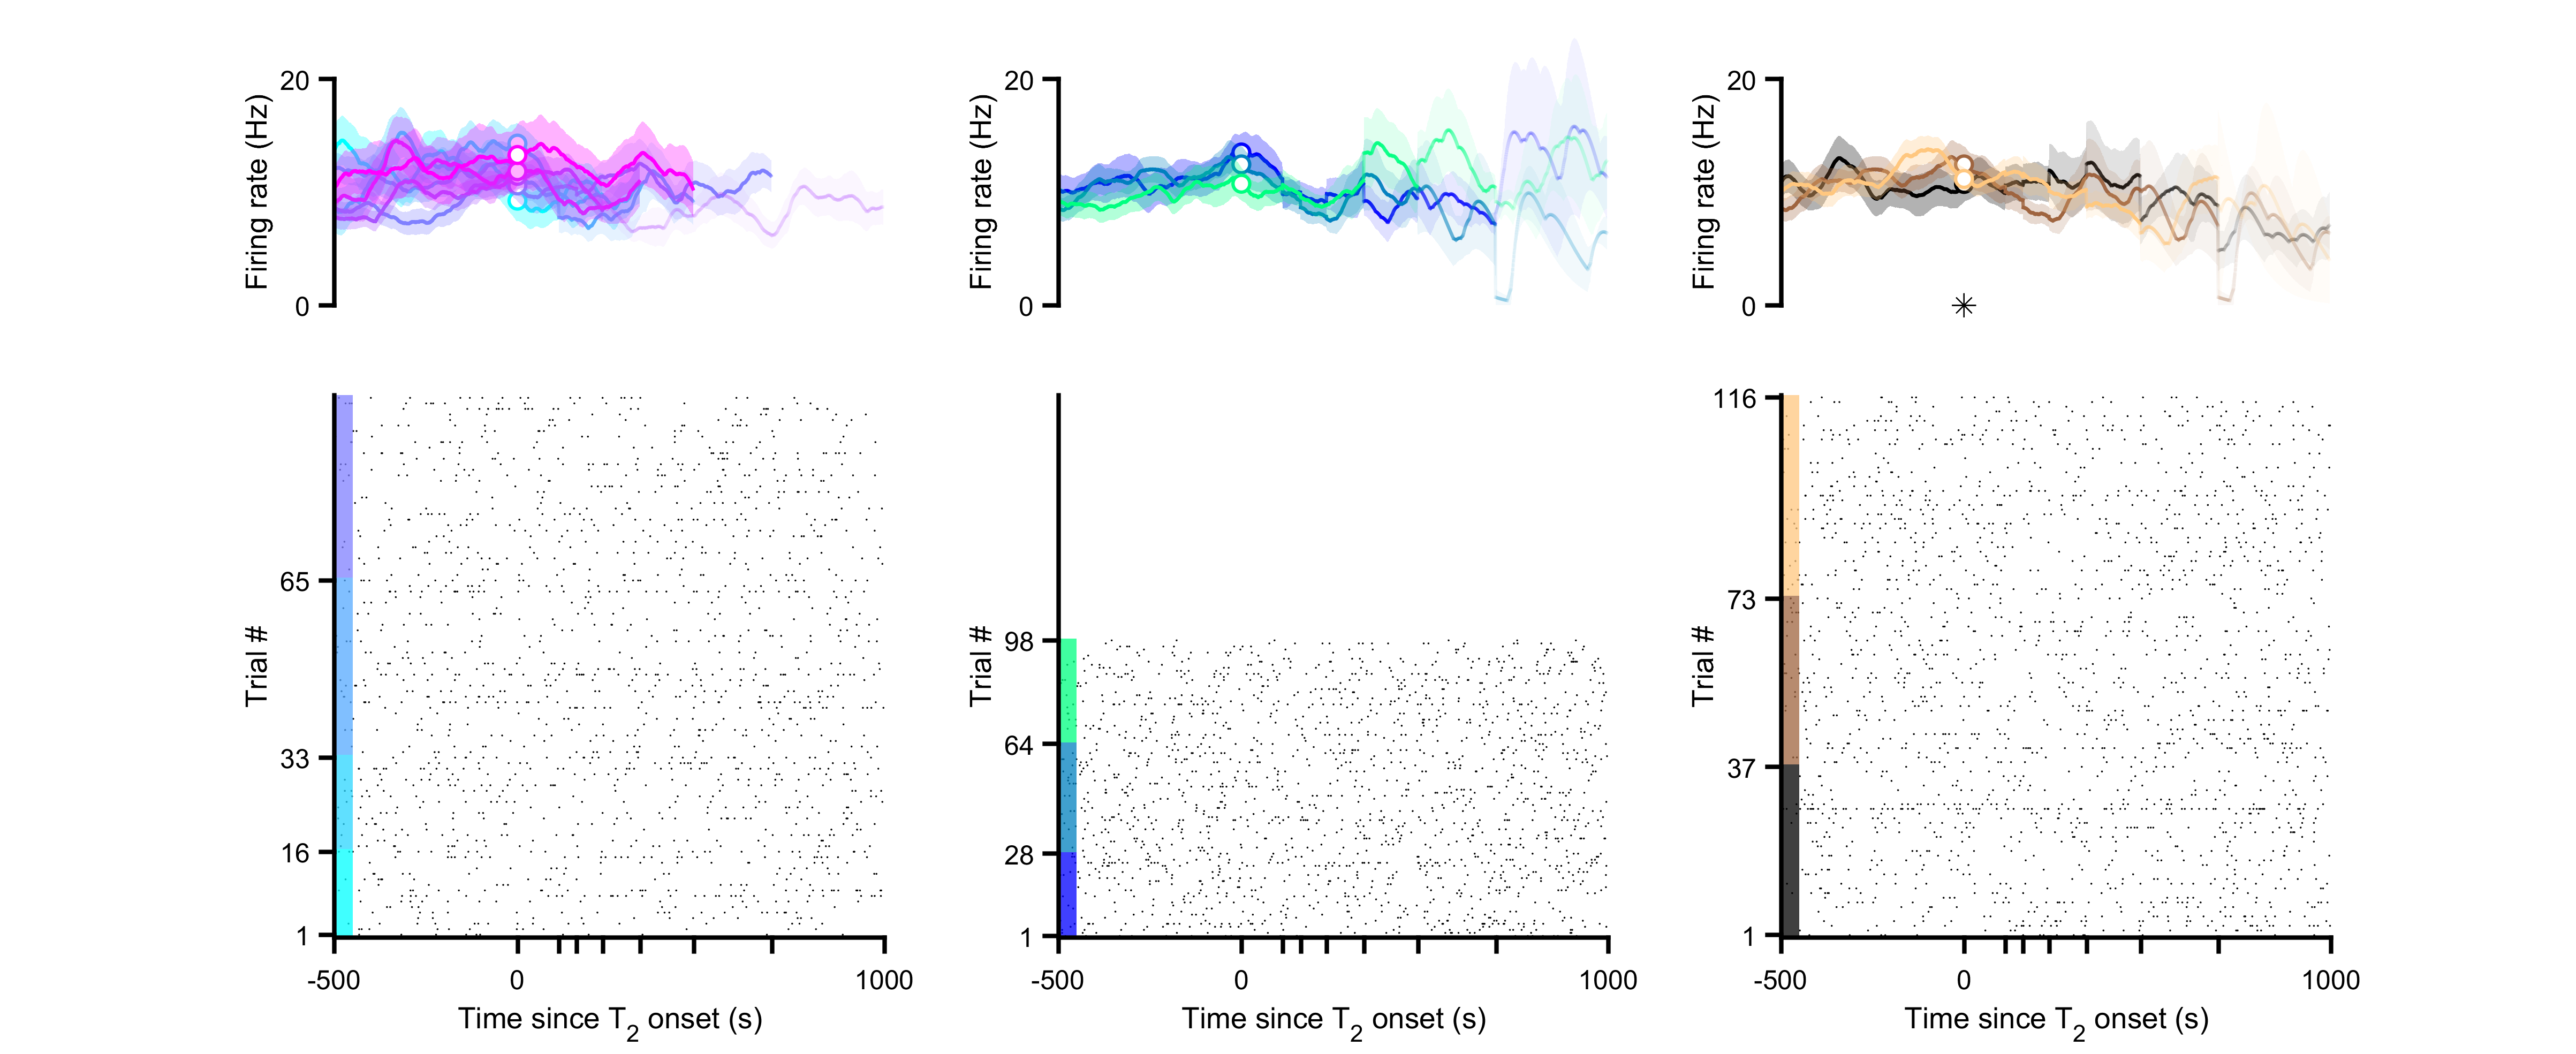 20
Firing rate (Hz)
0
20
Firing rate (Hz)
0
20
Firing rate (Hz)
0
65
33
16
1
Trial #
-500 0 1000
Time since T2 onset (s)
98
64
28
1
Trial #
-500 0 1000
Time since T2 onset (s)
116
73
37
1
Trial #
-500 0 1000
Time since T2 onset (s)